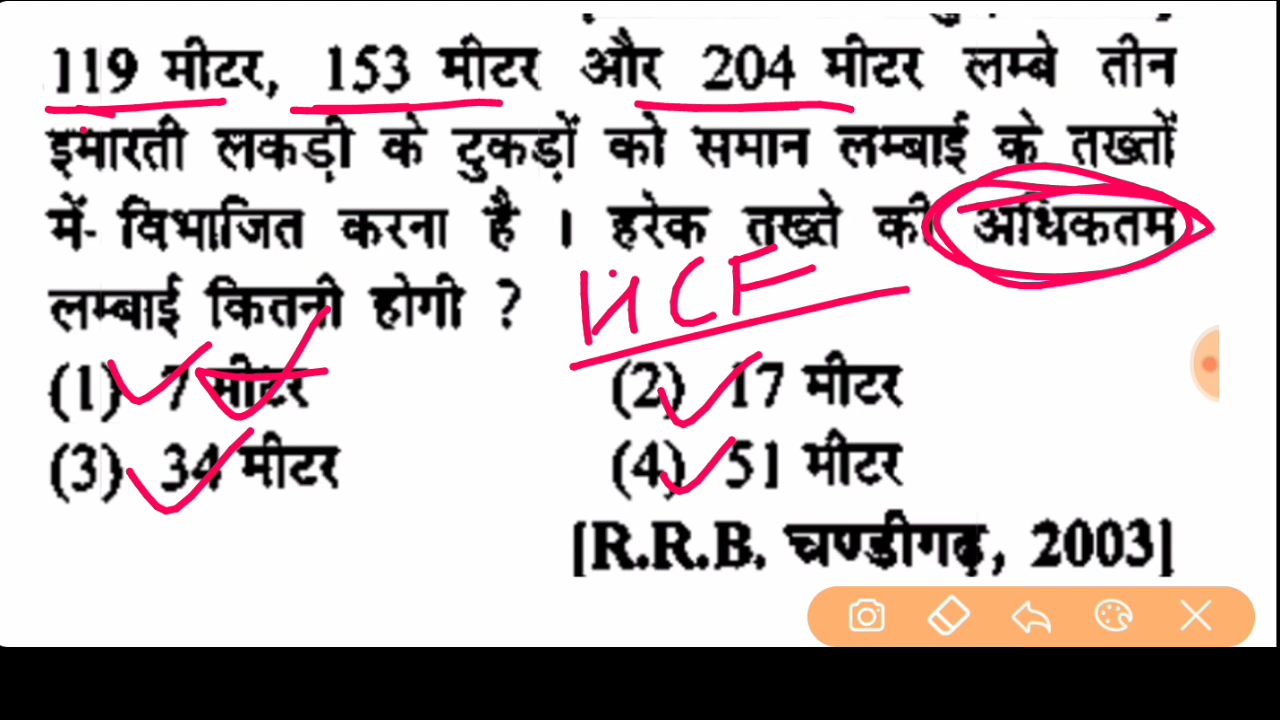 119 मीटर, 153 मीटर और 204 मीटर लम्बे तीन
इमारती लकड़ी के टुकड़ों को समान लम्बाई के तख्तों
में विभाजित करना है । हरेक तख्ते की अधिकतम
लम्बाई कितनी होगी ? HCF
(1) 7 मीटर (2) 17 मीटर
(3) 34 मीटर (4) 51 मीटर
[R.R.B. चण्डीगढ़, 2003]